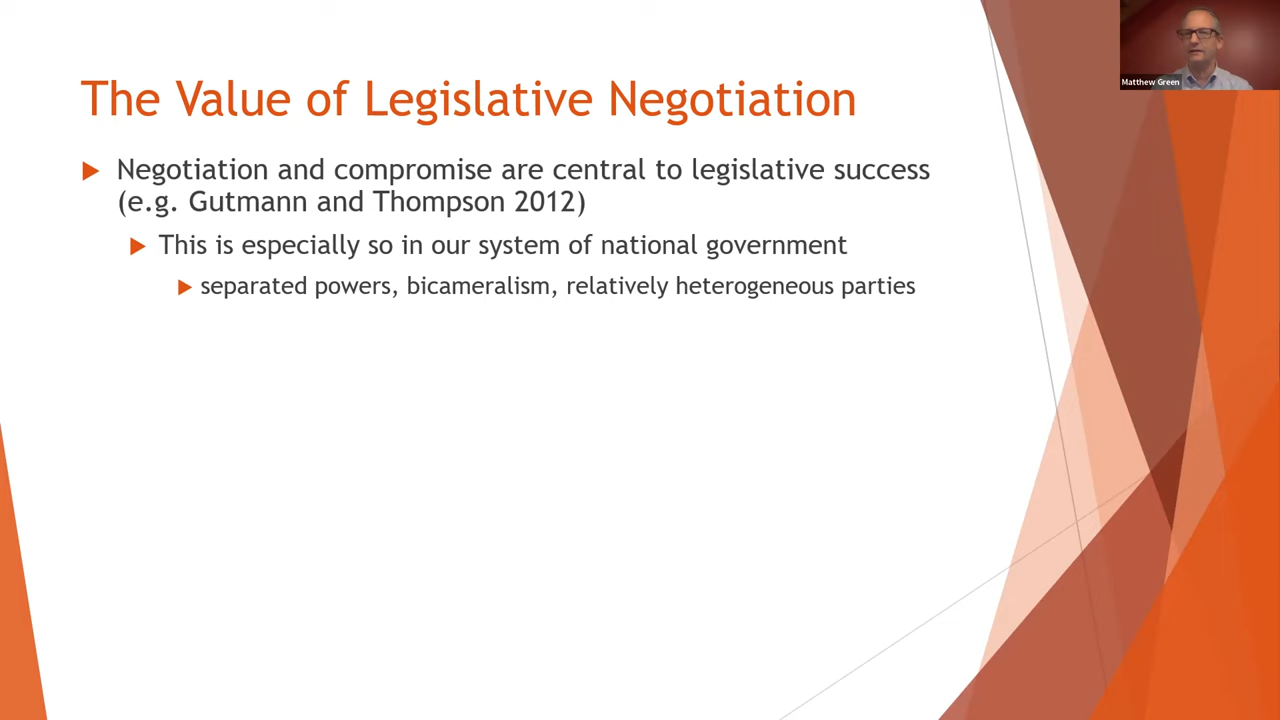 Matthew Green
The Value of Legislative Negotiation
Negotiation and compromise are central to legislative success
(e.g. Gutmann and Thompson 2012)
This is especially so in our system of national government
separated powers, bicameralism, relatively heterogeneous parties